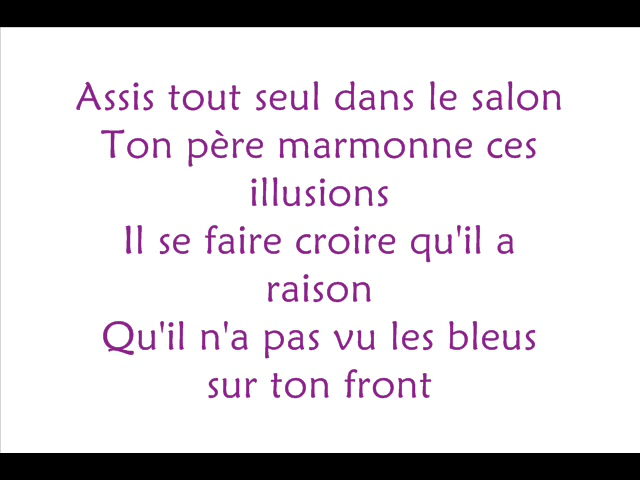 Assis tout seul dans le salon
Ton père marmonne ces
illusions
Il se faire croire qu'il a
raison
Qu'il n'a pas vu les bleus
sur ton front